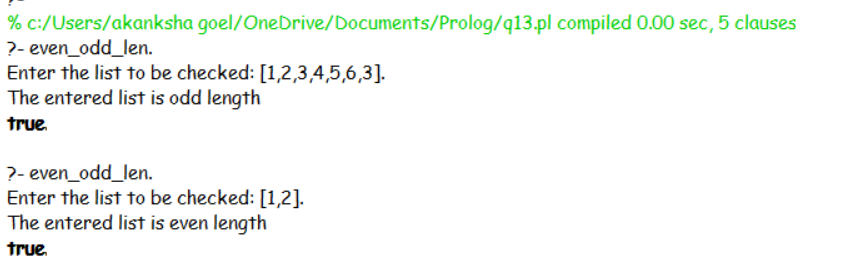 % c:/Users/akanksha goel/OneDrive/Documents/Prolog/q13.pl compiled 0.00 sec, 5 clauses
?- even_odd_len.
Enter the list to be checked: [1,2,3,4,5,6,3].
The entered list is odd length
true.
?- even_odd_len.
Enter the list to be checked: [1,2].
The entered list is even length
true.